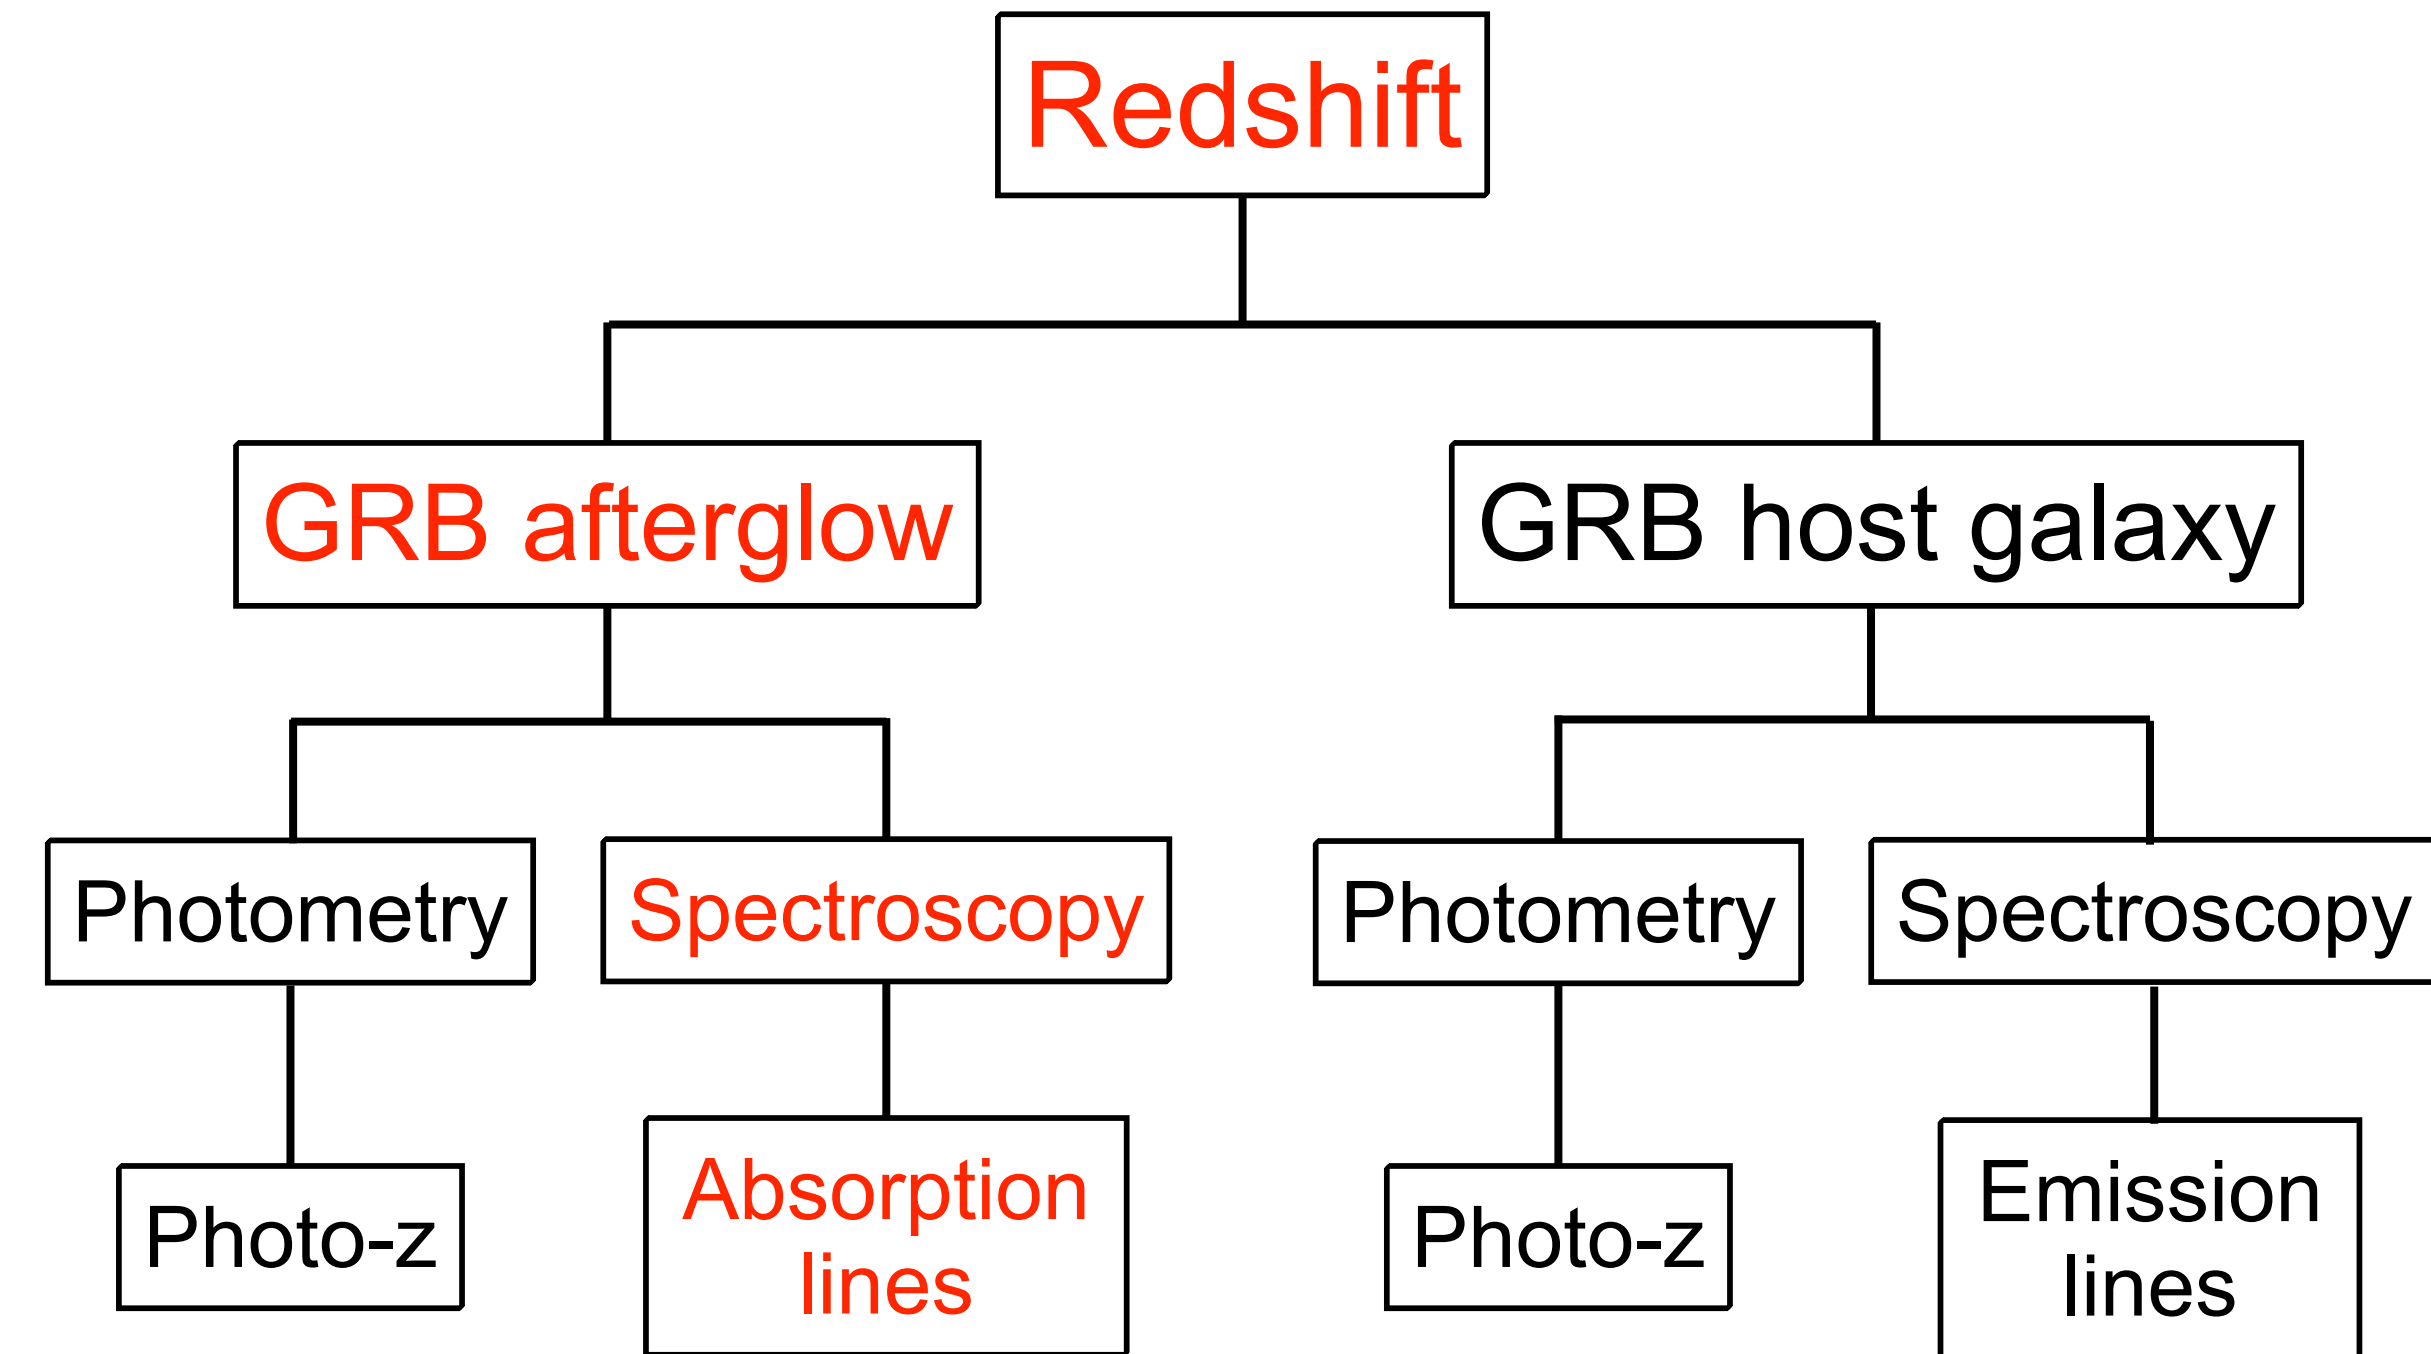 Redshift
GRB afterglow
GRB host galaxy
Photometry
Spectroscopy
Photometry
Spectroscopy
Photo-z
Absorption
lines
Photo-z
Emission
lines